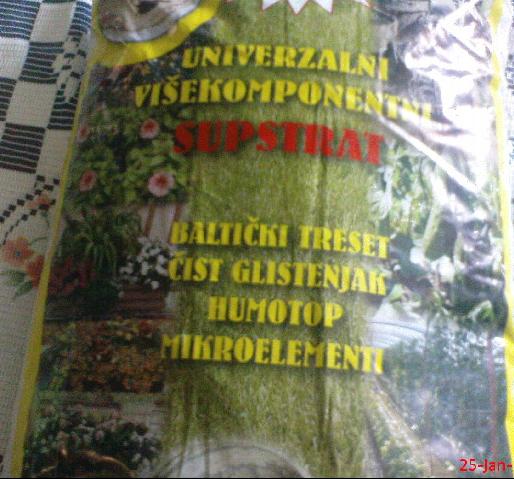 UNIVERZALNI
VIŠEKOMPONENTNI
SUPSTRAT
BALTIČKI TRESET
ČIST GLISTENJAK
HUMOTOP
MIKROELEMENTI
25-Jan-